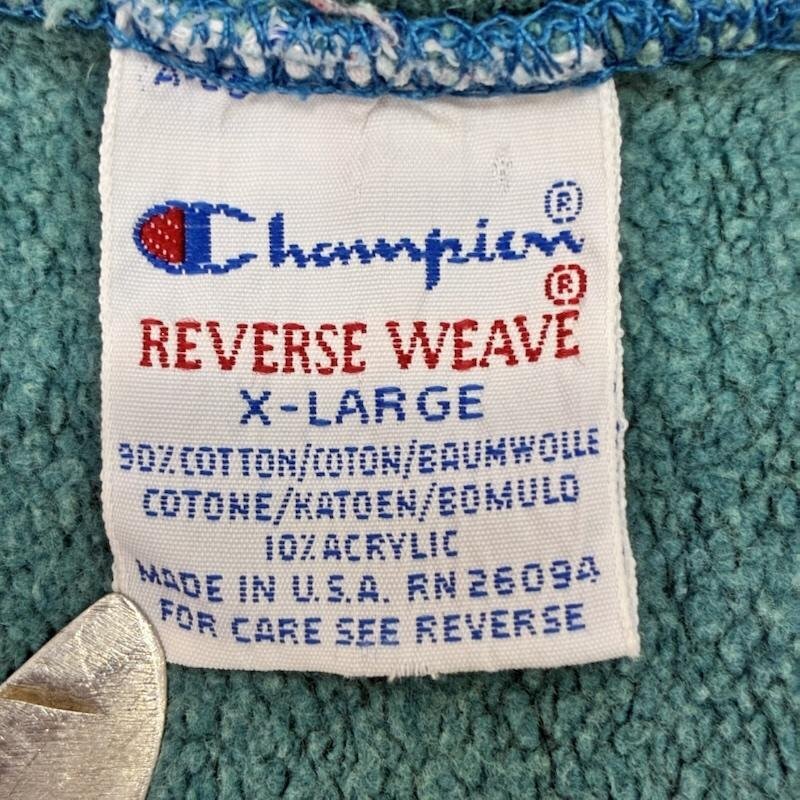 Champion®
REVERSE WEAVE®
X-LARGE
90% COTTON/COTON/BAUMWOLLE
COTONE/KATOEN/BOMULO
10% ACRYLIC
MADE IN U.S.A. RN 26094
FOR CARE SEE REVERSE